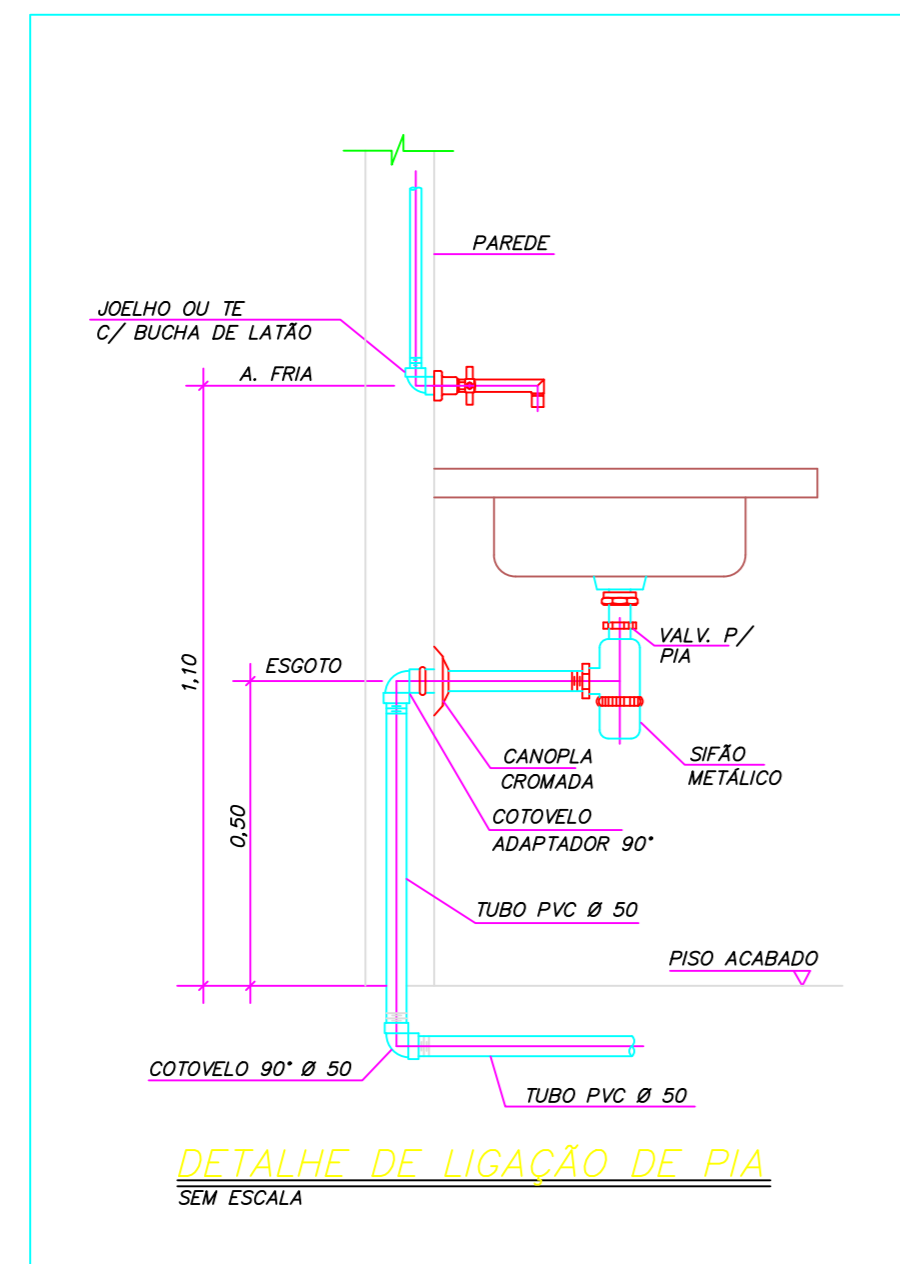 PAREDE
JOELHO OU TE
C/ BUCHA DE LATÃO
A. FRIA
VALV. P/
PIA
ESGOTO
1,10
CANOPLA
CROMADA
SIFÃO
METÁLICO
0,50
COTOVELO
ADAPTADOR 90°
TUBO PVC Ø 50
PISO ACABADO
COTOVELO 90° Ø 50
TUBO PVC Ø 50
DETALHE DE LIGAÇÃO DE PIA
SEM ESCALA